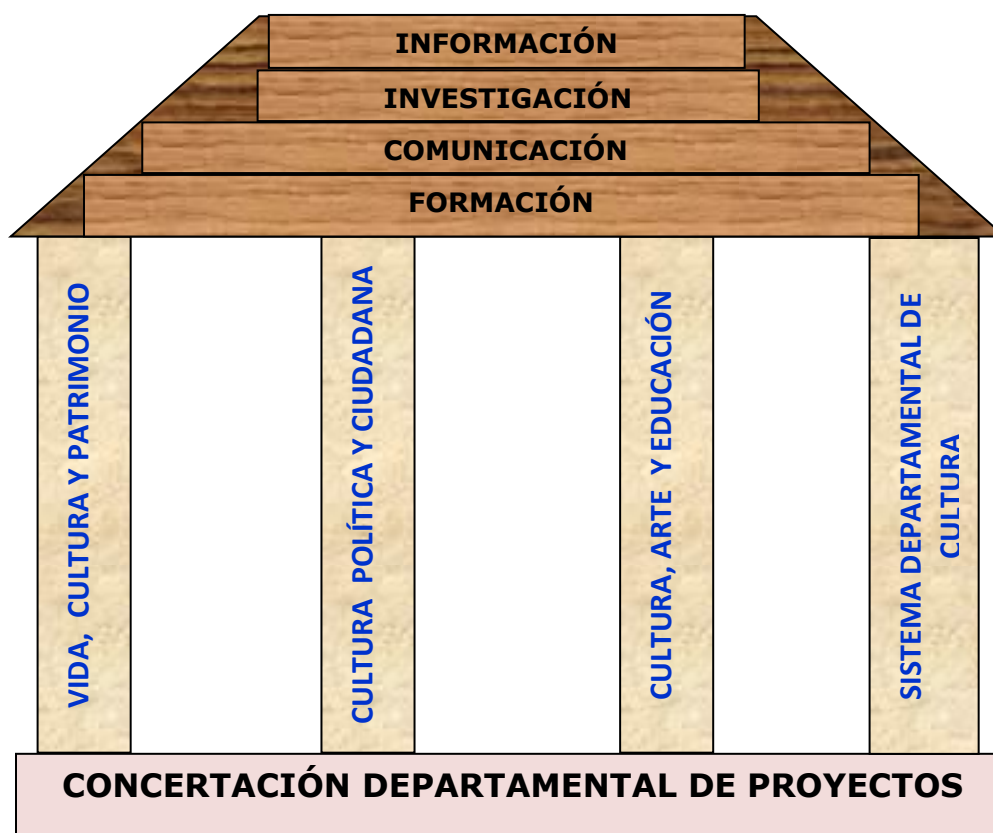 INFORMACIÓN
INVESTIGACIÓN
COMUNICACIÓN
FORMACIÓN
VIDA, CULTURA Y PATRIMONIO
CULTURA POLÍTICA Y CIUDADANA
CULTURA, ARTE Y EDUCACIÓN
SISTEMA DEPARTAMENTAL DE
CULTURA
CONCERTACIÓN DEPARTAMENTAL DE PROYECTOS